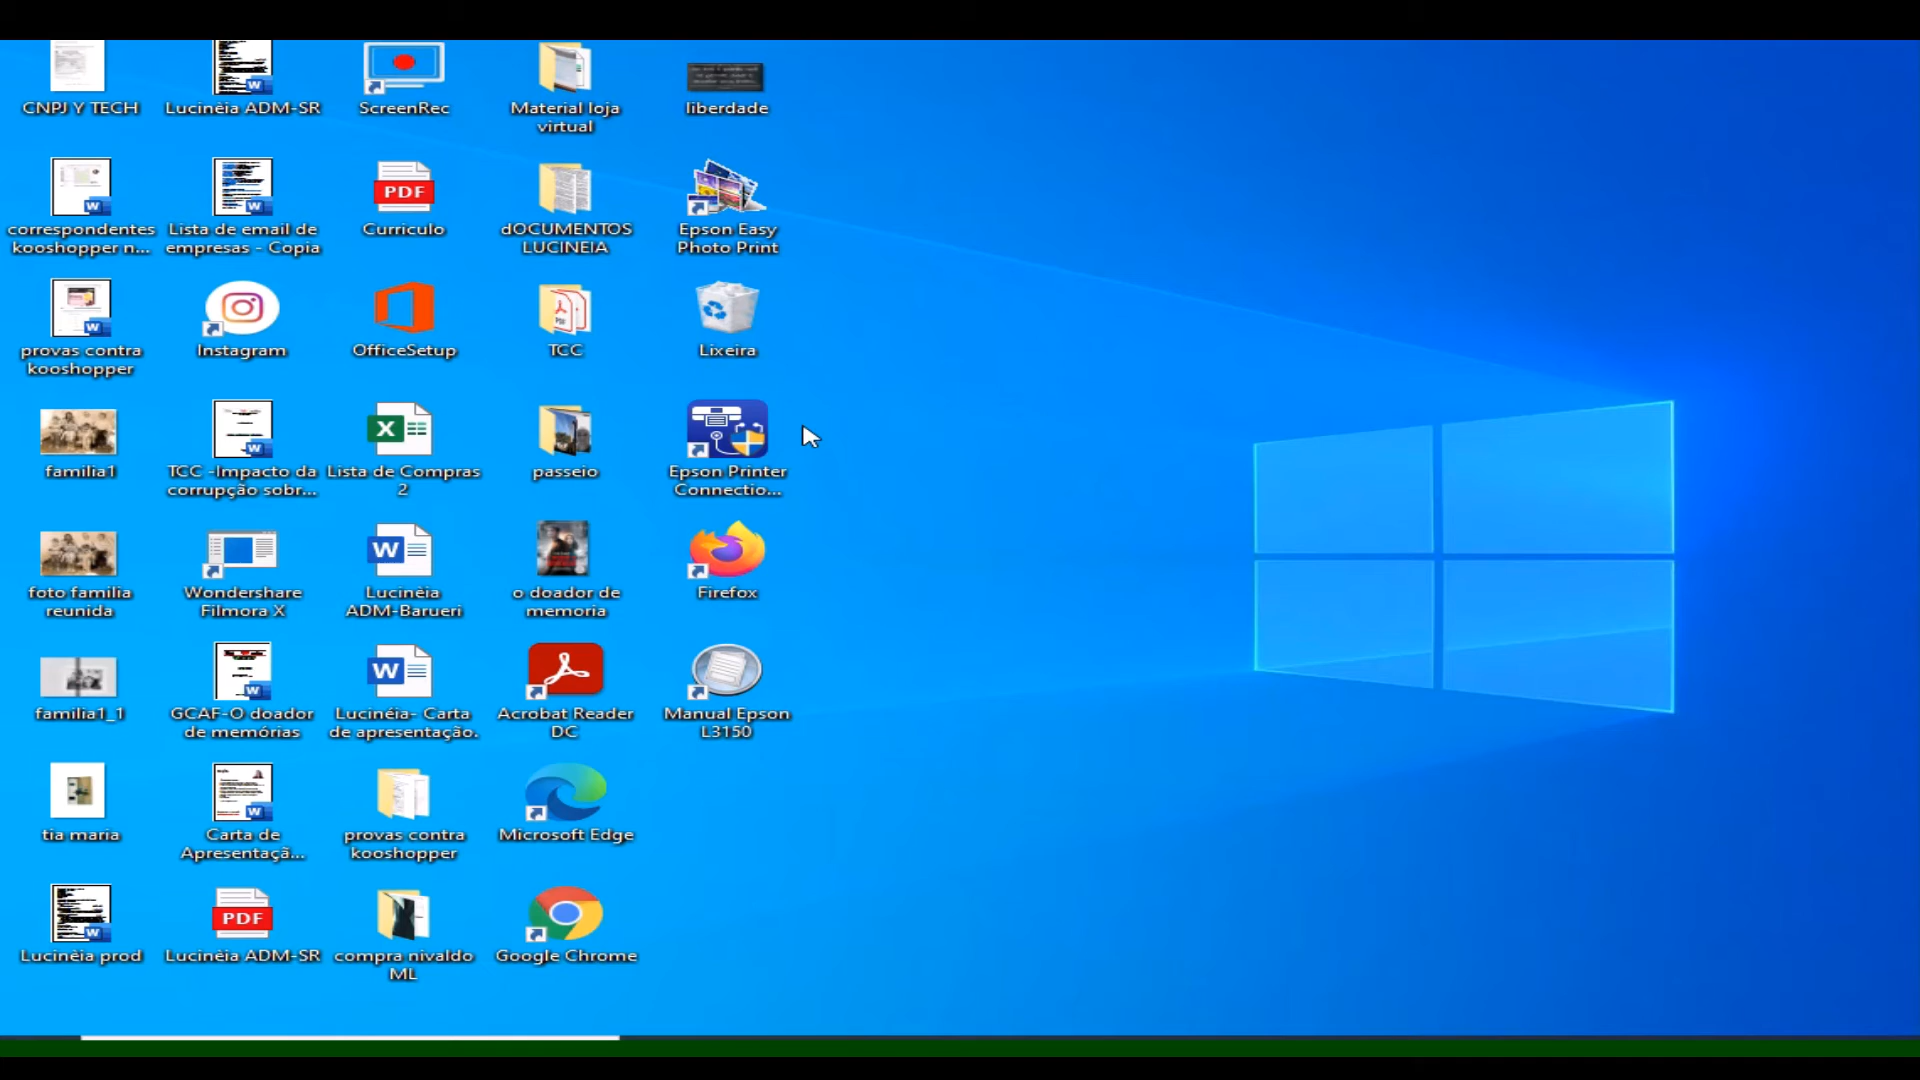 CNPJ Y TECH
Lucinèia ADM-SR
ScreenRec
Material loja
virtual
liberdade
correspondentes
kooshopper n...
Lista de email de
empresas - Copia
PDF
Curriculo
dOCUMENTOS
LUCINEIA
Epson Easy
Photo Print
provas contra
kooshopper
Instagram
OfficeSetup
TCC
Lixeira
familia1
TCC -Impacto da
corrupção sobr...
Lista de Compras
2
passeio
Epson Printer
Connectio...
foto familia
reunida
Wondershare
Filmora X
Lucinèia
ADM-Barueri
o doador de
memoria
Firefox
familia1_1
GCAF-O doador
de memórias
Lucinéia- Carta
de apresentação.
Acrobat Reader
DC
Manual Epson
L3150
tia maria
Carta de
Apresentaçã...
provas contra
kooshopper
Microsoft Edge
Lucinèia prod
PDF
Lucinèia ADM-SR
compra nivaldo
ML
Google Chrome